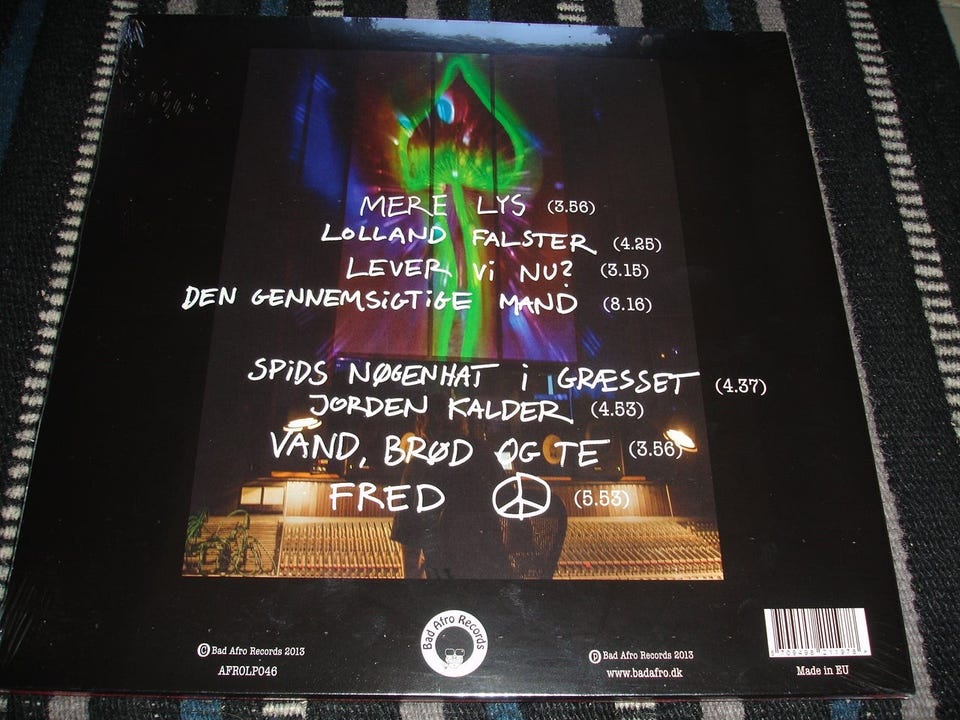 MERE LYS (3.56)
LOLLAND FALSTER (4.25)
LEVER Vi NU? (3.15)
DEN GENNEMSiGTiGE MAND (8.16)
SPiDS NØGENHAT i GRÆSSET (4.37)
JORDEN KALDER (4.53)
VAND, BRØD OG TE (3.56)
FRED (5.53)
Bad Afro Records
© Bad Afro Records 2013
AFROLP046
℗ Bad Afro Records 2013
www.badafro.dk
Made in EU